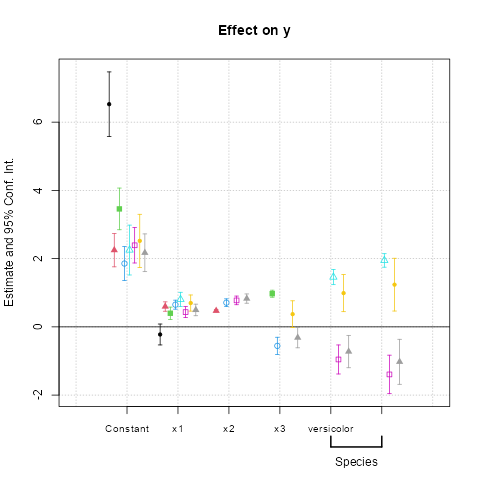 Effect on y
Estimate and 95% Conf. Int.
6
4
2
0
-2
Constant x1 x2 x3 versicolor
Species